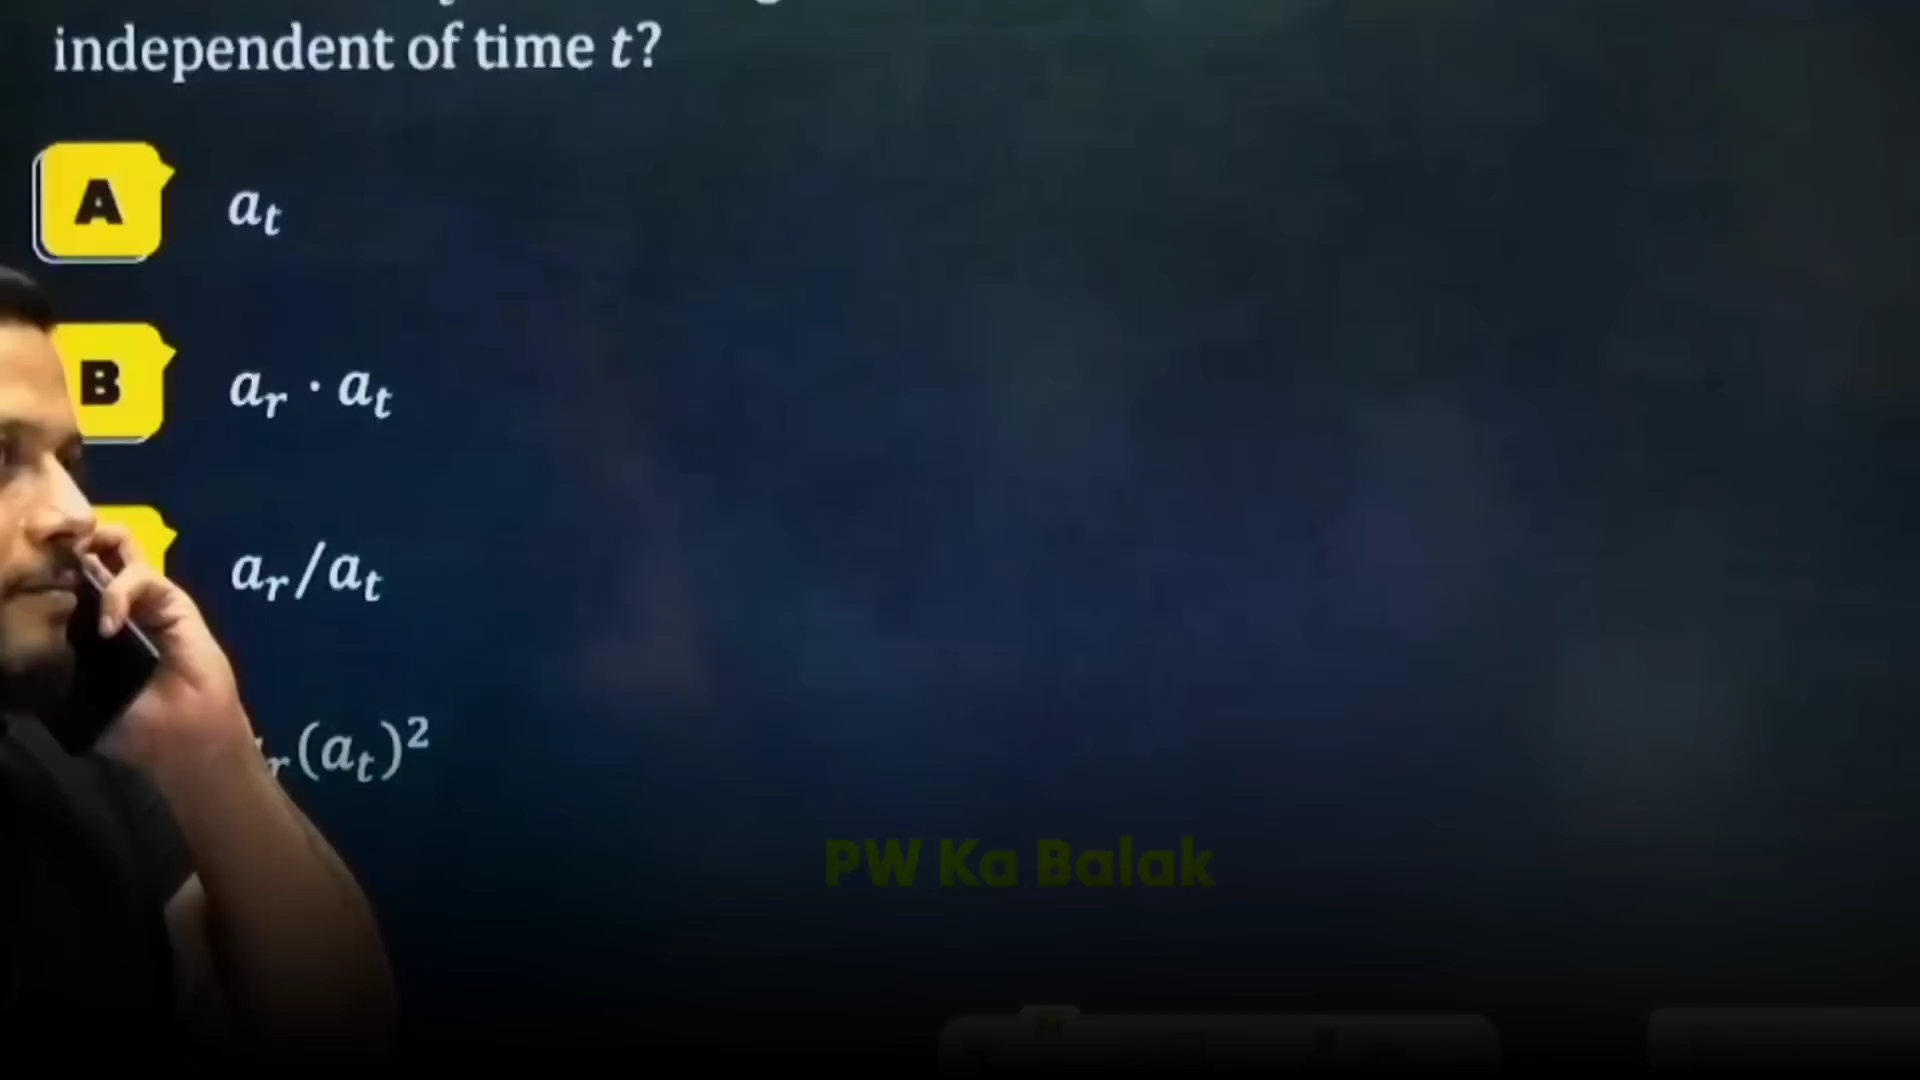 independent of time t?
A
a_t
B
a_r · a_t
a_r/a_t
r(a_t)²
PW Ka Balak